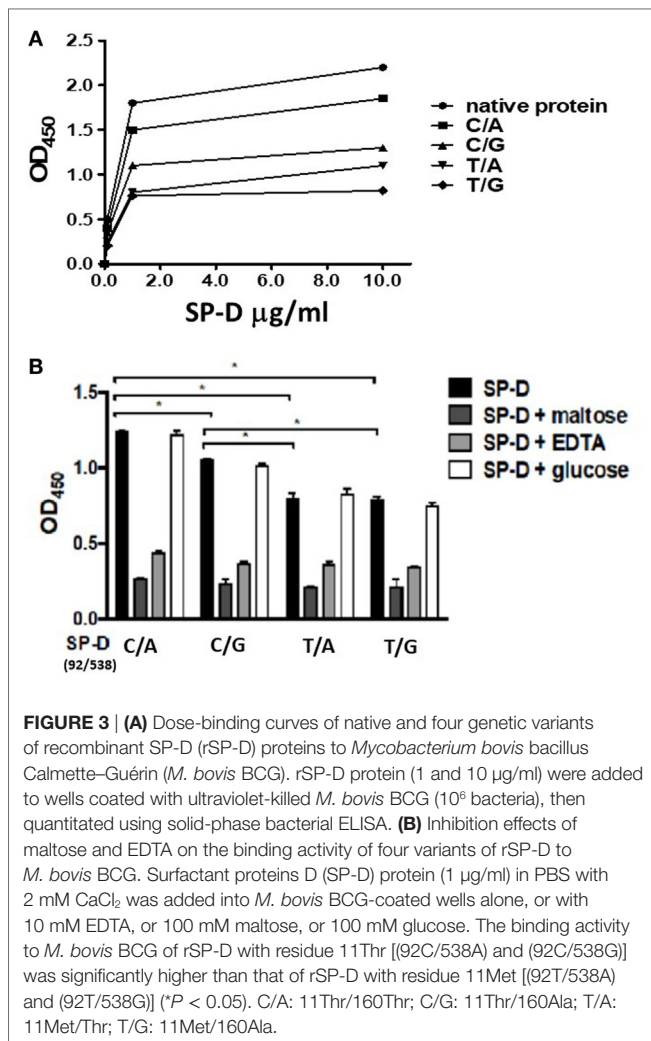 A
2.5
2.0
1.5
1.0
0.5
0.0
OD450
0.0 2.0 4.0 6.0 8.0 10.0
SP-D μg/ml
native protein
C/A
C/G
T/A
T/G
B
1.5
1.0
0.5
0.0
OD450
* 
*
*
*
*
SP-D
SP-D + maltose
SP-D + EDTA
SP-D + glucose
SP-D C/A C/G T/A T/G
(92/538)
FIGURE 3 | (A) Dose-binding curves of native and four genetic variants
of recombinant SP-D (rSP-D) proteins to Mycobacterium bovis bacillus
Calmette–Guérin (M. bovis BCG). rSP-D protein (1 and 10 μg/ml) were added
to wells coated with ultraviolet-killed M. bovis BCG (10⁶ bacteria), then
quantitated using solid-phase bacterial ELISA. (B) Inhibition effects of
maltose and EDTA on the binding activity of four variants of rSP-D to
M. bovis BCG. Surfactant proteins D (SP-D) protein (1 μg/ml) in PBS with
2 mM CaCl₂ was added into M. bovis BCG-coated wells alone, or with
10 mM EDTA, or 100 mM maltose, or 100 mM glucose. The binding activity
to M. bovis BCG of rSP-D with residue 11Thr [(92C/538A) and (92C/538G)]
was significantly higher than that of rSP-D with residue 11Met [(92T/538A)
and (92T/538G)] (*P < 0.05). C/A: 11Thr/160Thr; C/G: 11Thr/160Ala; T/A:
11Met/Thr; T/G: 11Met/160Ala.